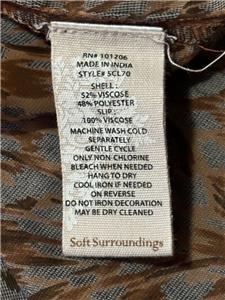 RN# 101206
MADE IN INDIA
STYLE# 5CL70
SHELL:
52% VISCOSE
48% POLYESTER
SLIP:
100% VISCOSE
MACHINE WASH COLD
SEPARATELY
GENTLE CYCLE
ONLY NON-CHLORINE
BLEACH WHEN NEEDED
HANG TO DRY
COOL IRON IF NEEDED
ON REVERSE
DO NOT IRON DECORATION
MAY BE DRY CLEANED
Soft Surroundings